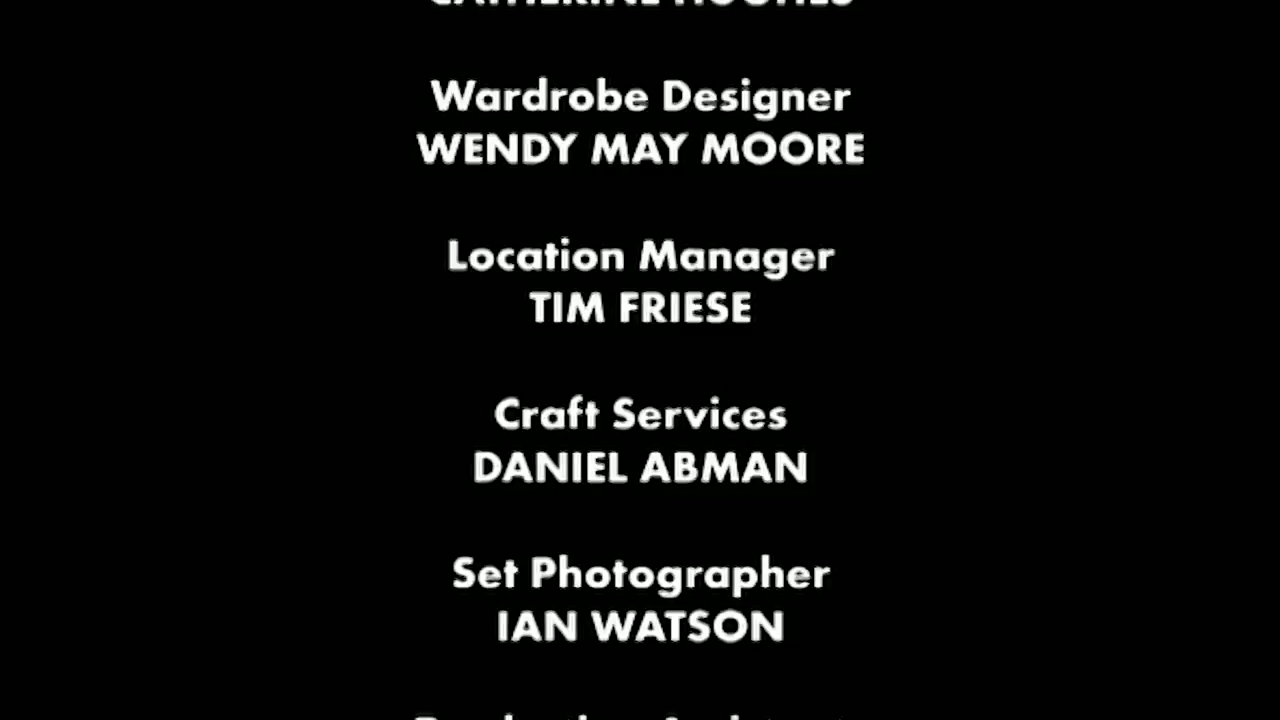 Wardrobe Designer
WENDY MAY MOORE
Location Manager
TIM FRIESE
Craft Services
DANIEL ABMAN
Set Photographer
IAN WATSON